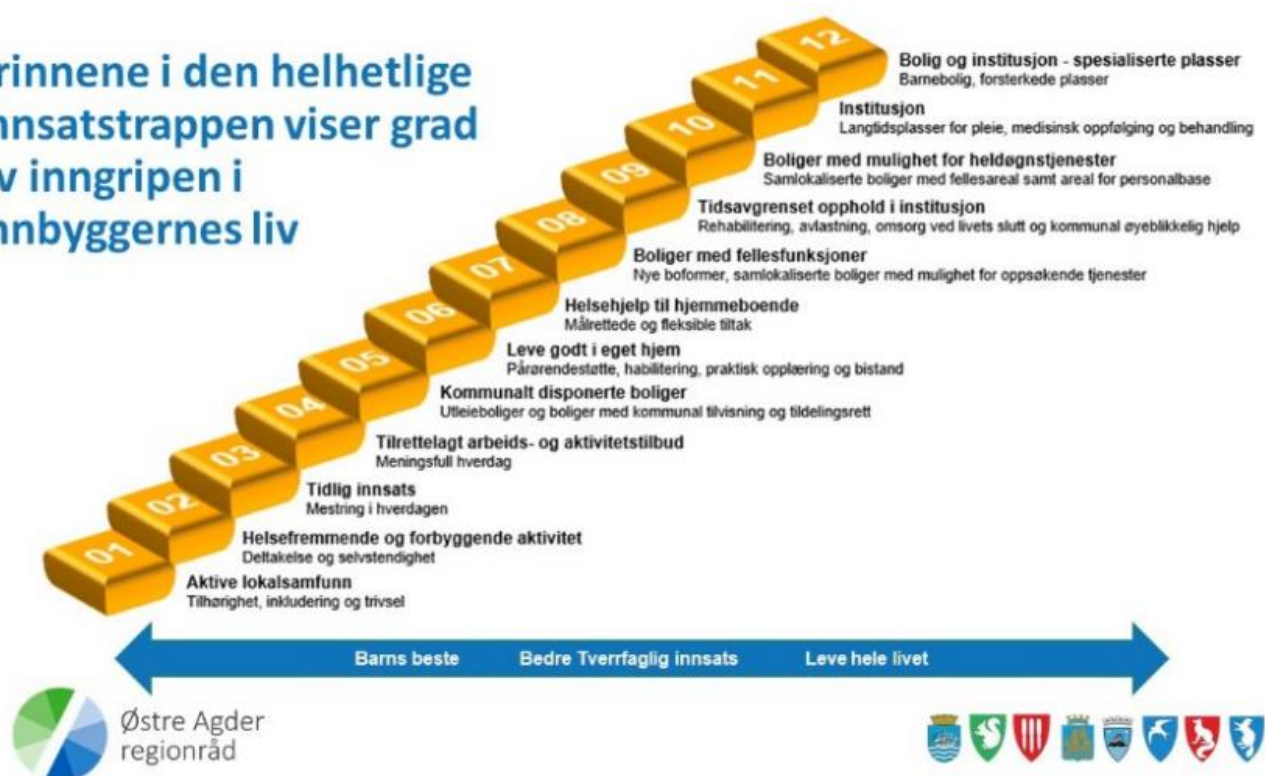 rinnene i den helhetlige
nnsatstrappen viser grad
v inngripen i
nnbyggernes liv
12
Bolig og institusjon - spesialiserte plasser
Barnebolig, forsterkede plasser
11
Institusjon
Langtidsplasser for pleie, medisinsk oppfølging og behandling
10
Boliger med mulighet for heldøgnstjenester
Samlokaliserte boliger med fellesareal samt areal for personalbase
09
Tidsavgrenset opphold i institusjon
Rehabilitering, avlastning, omsorg ved livets slutt og kommunal øyeblikkelig hjelp
08
Boliger med fellesfunksjoner
Nye boformer, samlokaliserte boliger med mulighet for oppsøkende tjenester
07
Helsehjelp til hjemmeboende
Målrettede og fleksible tiltak
06
Leve godt i eget hjem
Pårørendestøtte, habilitering, praktisk opplæring og bistand
05
Kommunalt disponerte boliger
Utleieboliger og boliger med kommunal tilvisning og tildelingsrett
04
Tilrettelagt arbeids- og aktivitetstilbud
Meningsfull hverdag
03
Tidlig innsats
Mestring i hverdagen
02
Helsefremmende og forbyggende aktivitet
Deltakelse og selvstendighet
01
Aktive lokalsamfunn
Tilhørighet, inkludering og trivsel
Barns beste Bedre Tverrfaglig innsats Leve hele livet
Østre Agder
regionråd